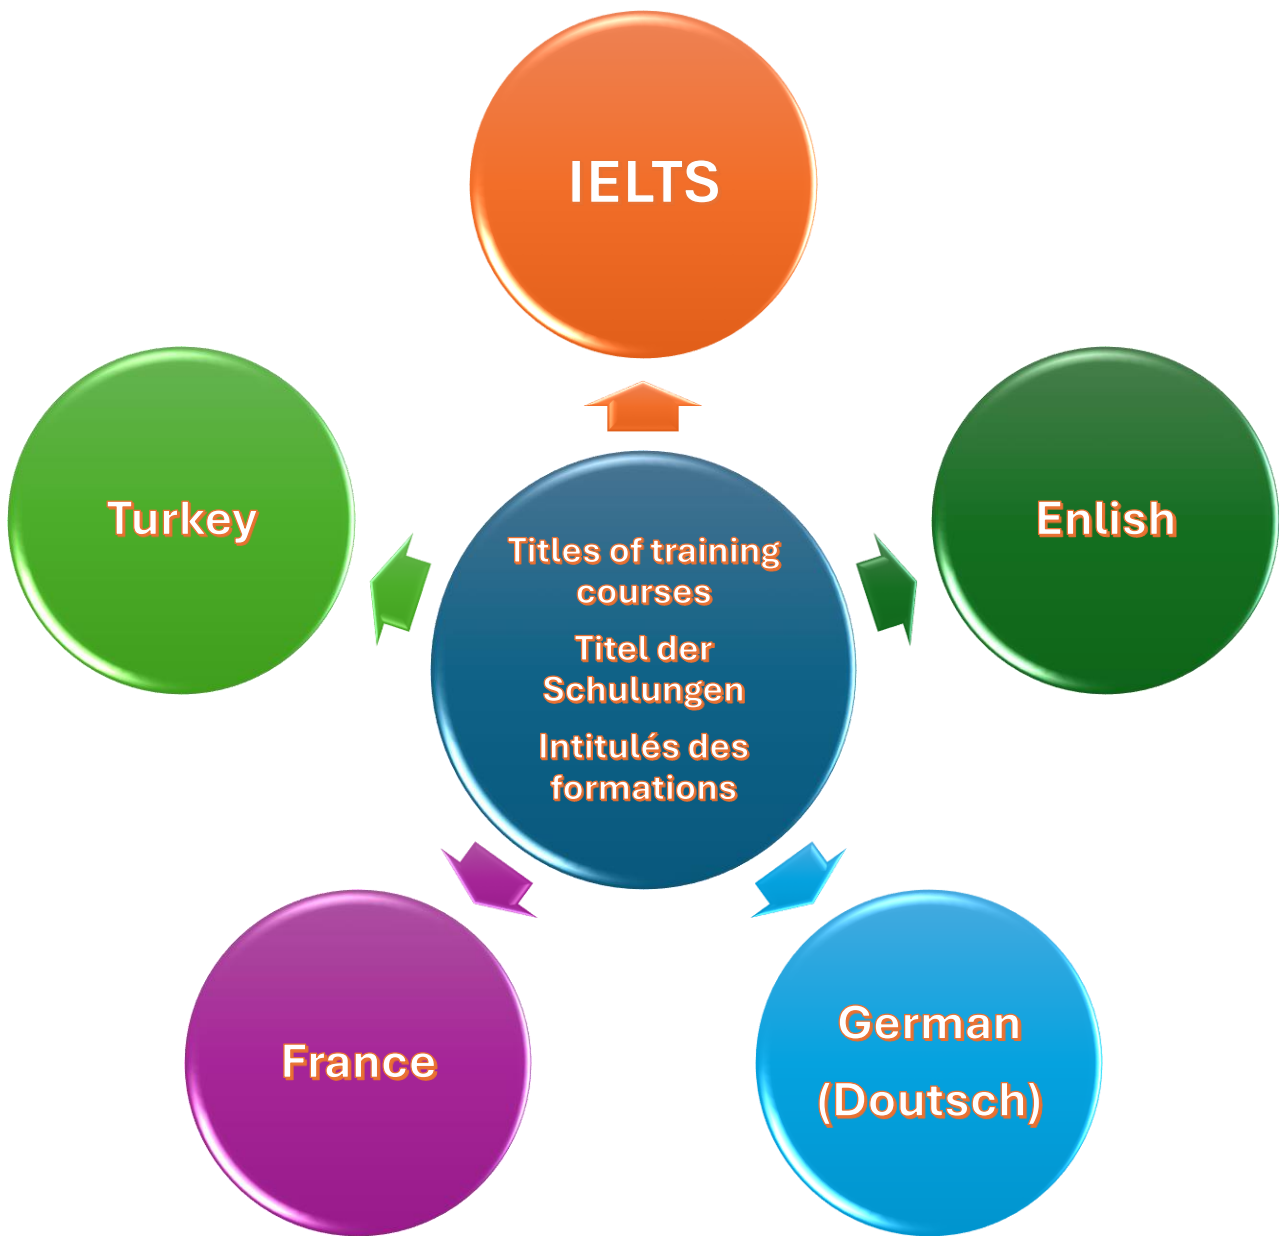 IELTS
Turkey
Enlish
Titles of training
courses
Titel der
Schulungen
Intitulés des
formations
France
German
(Doutsch)